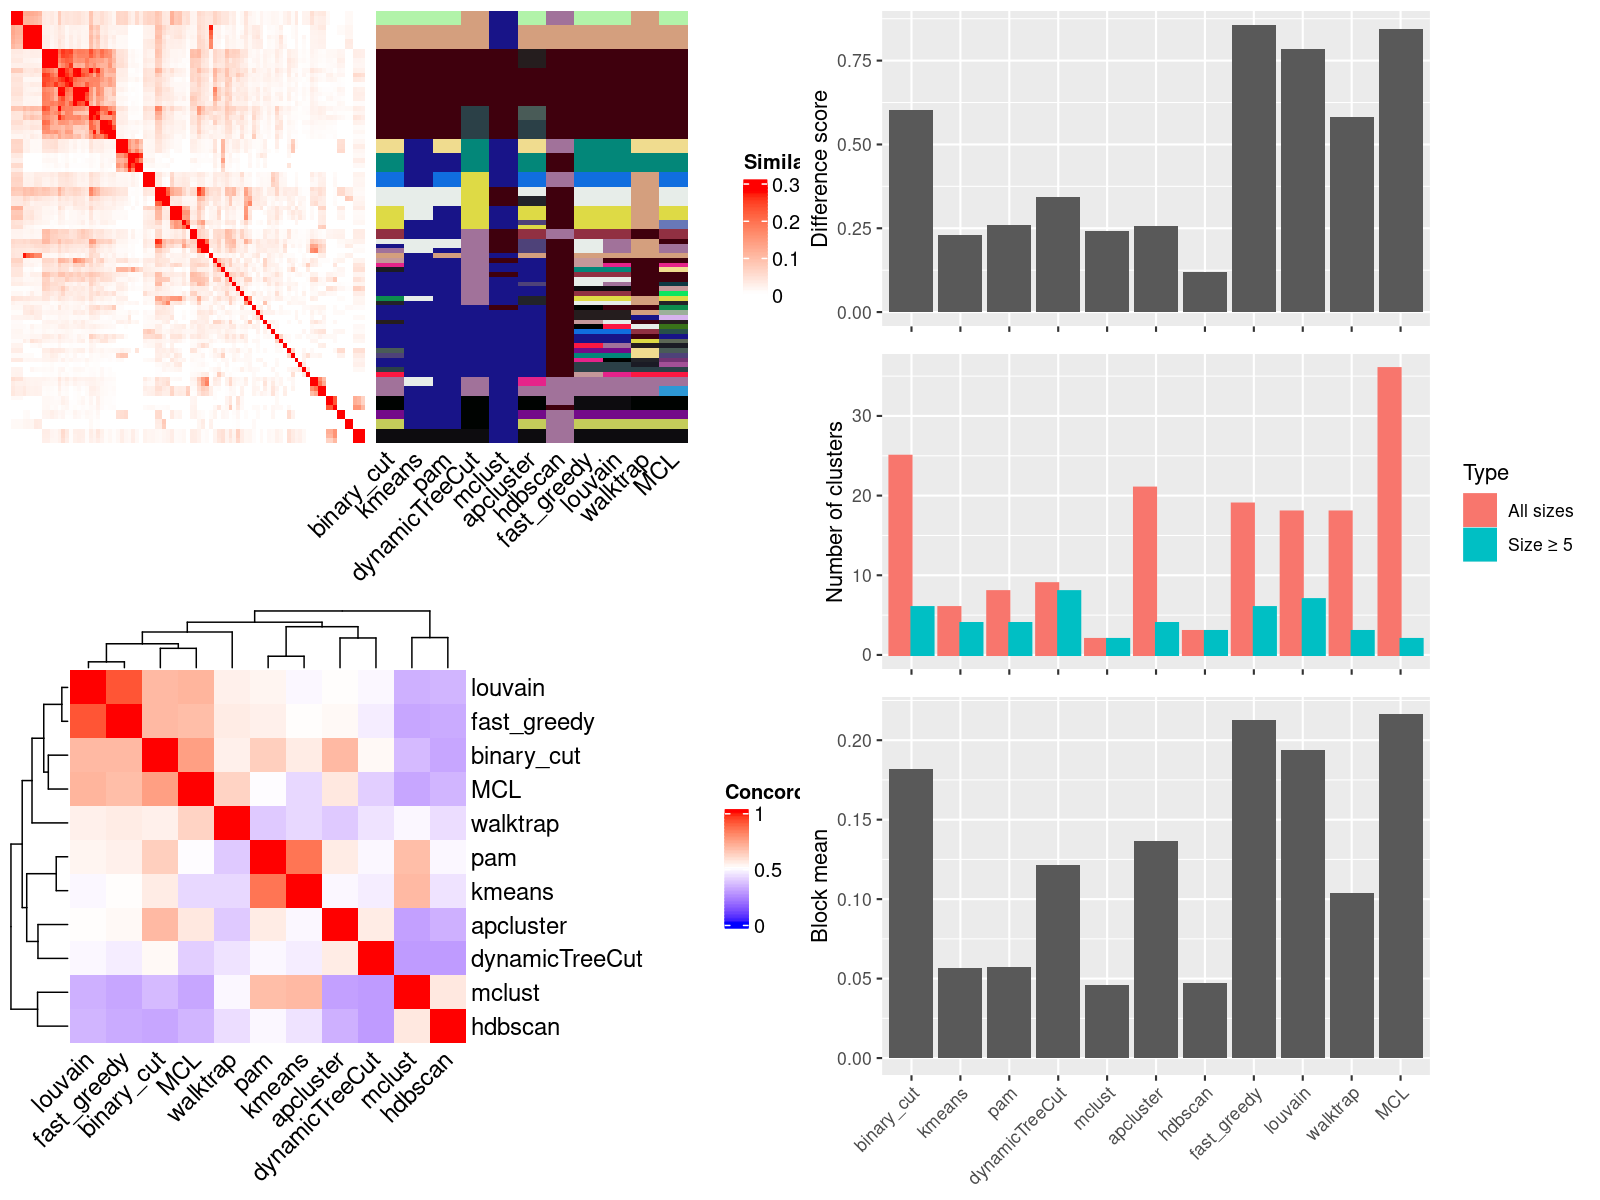 Simila
0.3
0.2
0.1
0
binary_cut
kmeans
pam
dynamicTreeCut
mclust
apcluster
hdbscan
fast_greedy
louvain
walktrap
MCL
Difference score
0.75
0.50
0.25
0.00
Number of clusters
30
20
10
0
Type
All sizes
Size ≥ 5
Block mean
0.20
0.15
0.10
0.05
0.00
binary_cut
kmeans
pam
dynamicTreeCut
mclust
apcluster
hdbscan
fast_greedy
louvain
walktrap
MCL
louvain
fast_greedy
binary_cut
MCL
walktrap
pam
kmeans
apcluster
dynamicTreeCut
mclust
hdbscan
Concord
1
0.5
0
louvain
fast_greedy
binary_cut
MCL
walktrap
pam
kmeans
apcluster
dynamicTreeCut
mclust
hdbscan